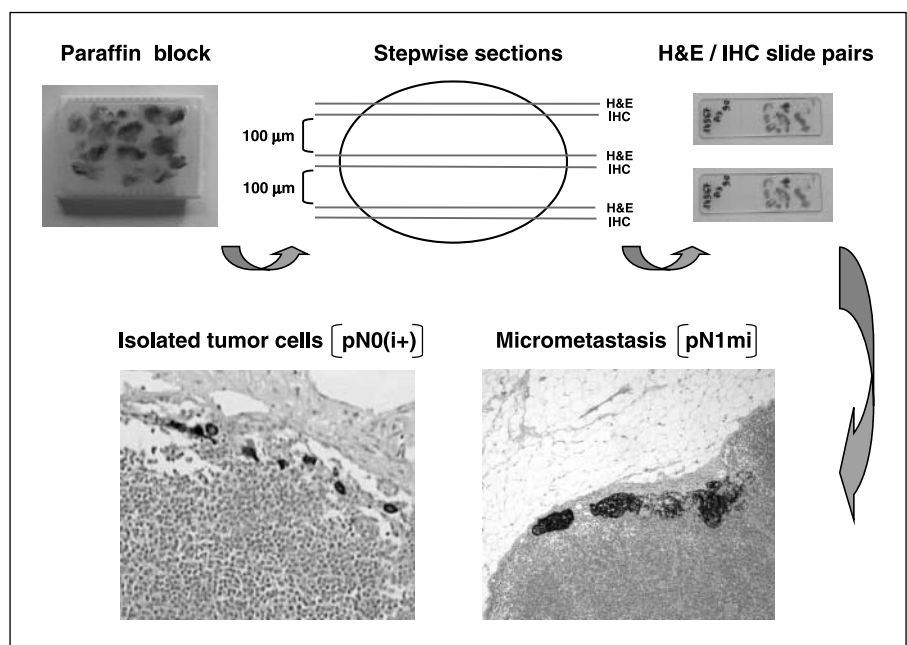 Paraffin block
Stepwise sections
H&E / IHC slide pairs
H&E
IHC
100 µm
H&E
IHC
100 µm
H&E
IHC
Isolated tumor cells [pN0(i+)]
Micrometastasis [pN1mi]